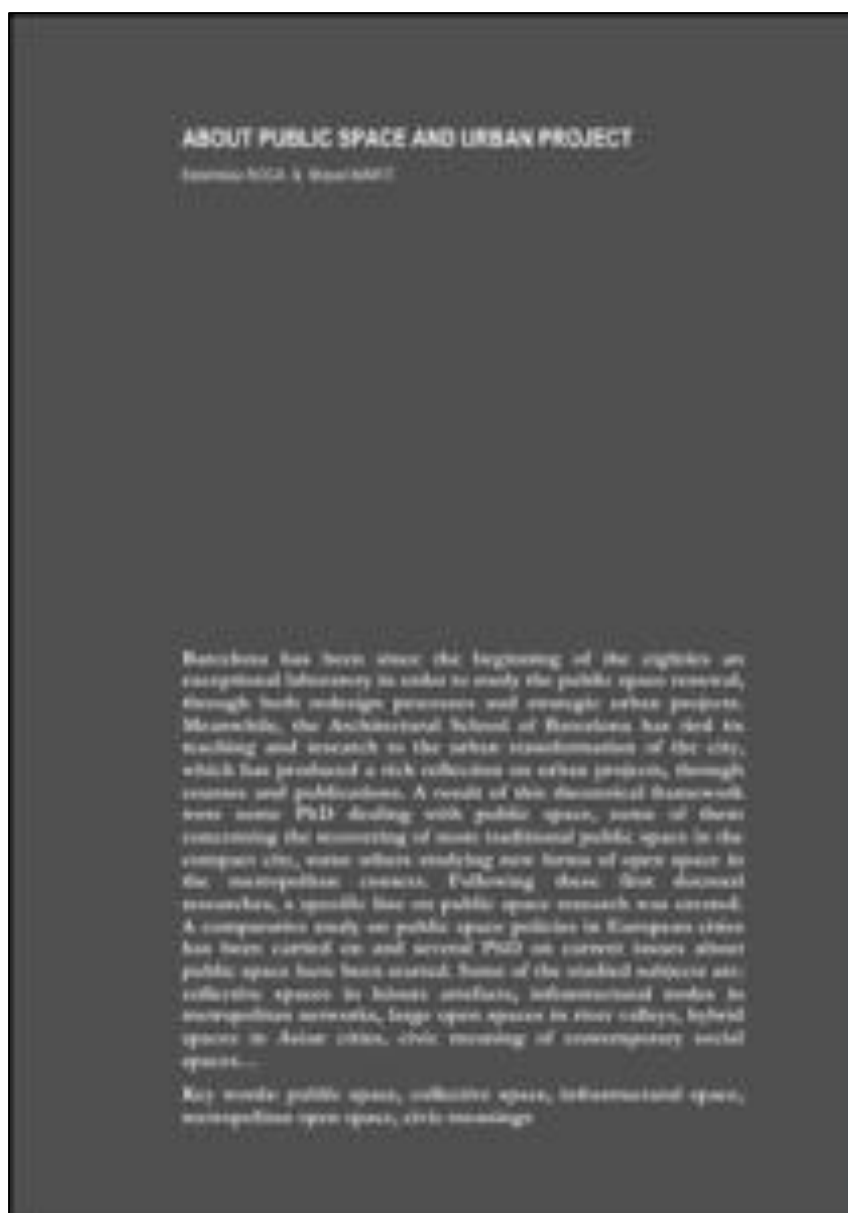 ABOUT PUBLIC SPACE AND URBAN PROJECT
ROCA & Miquel MARTÍ
Barcelona has been since the beginning of the eighties an
exceptional laboratory in order to study the public space renewal,
through both redesign processes and strategic urban projects.
Meanwhile, the Architectural School of Barcelona has tied its
teaching and research to the urban transformation of the city,
which has produced a rich reflection on urban projects, through
courses and publications. A result of this theoretical framework
were some PhD dealing with public space, some of them
concerning the recovering of most traditional public space in the
compact city, some others studying new forms of open space in
the metropolitan context. Following these first doctoral
researches, a specific line on public space research was created.
A comparative study on public space policies in European cities
has been carried on and several PhD on current issues about
public space have been started. Some of the studied subjects are:
collective spaces in leisure artefacts, infrastructural nodes in
metropolitan networks, large open spaces in river valleys, hybrid
spaces in Asian cities, civic meaning of contemporary social
spaces...
Key words: public space, collective space, infrastructural space,
metropolitan open space, civic meanings